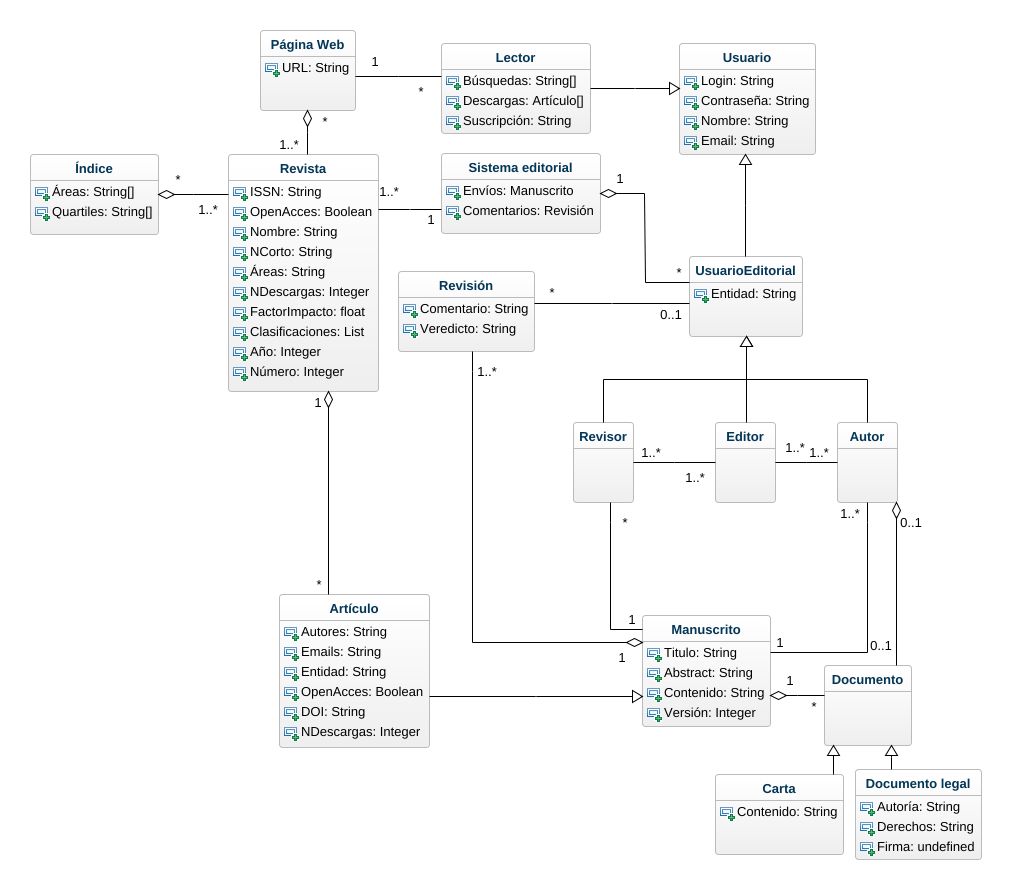 Página Web
URL: String
1
*
Lector
Búsquedas: String[]
Descargas: Artículo[]
Suscripción: String
Usuario
Login: String
Contraseña: String
Nombre: String
Email: String
*
1..*
Índice
Áreas: String[]
Quartiles: String[]
*
1..*
Revista
ISSN: String
OpenAcces: Boolean
Nombre: String
NCorto: String
Áreas: String
NDescargas: Integer
FactorImpacto: float
Clasificaciones: List
Año: Integer
Número: Integer
1..*
1
Sistema editorial
Envíos: Manuscrito
Comentarios: Revisión
1
*
UsuarioEditorial
Entidad: String
Revisión
Comentario: String
Veredicto: String
*
0..1
1..*
1
Revisor
1..*
1..*
Editor
1..*
1..*
Autor
*
1..*
0..1
*
Artículo
Autores: String
Emails: String
Entidad: String
OpenAcces: Boolean
DOI: String
NDescargas: Integer
1
1
Manuscrito
Titulo: String
Abstract: String
Contenido: String
Versión: Integer
1
0..1
1
*
Documento
Carta
Contenido: String
Documento legal
Autoría: String
Derechos: String
Firma: undefined